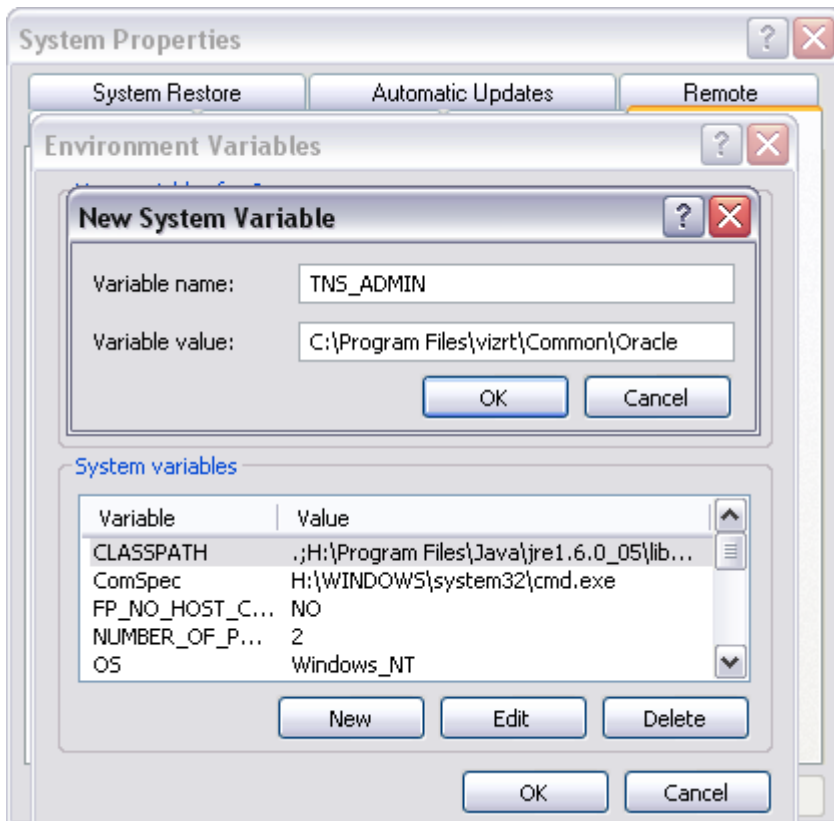 System Properties
System Restore Automatic Updates Remote
Environment Variables
New System Variable
Variable name: TNS_ADMIN
Variable value: C:\Program Files\vizrt\Common\Oracle
OK Cancel
System variables
Variable Value
CLASSPATH .;H:\Program Files\Java\jre1.6.0_05\lib...
ComSpec H:\WINDOWS\system32\cmd.exe
FP_NO_HOST_C... NO
NUMBER_OF_P... 2
OS Windows_NT
New Edit Delete
OK Cancel